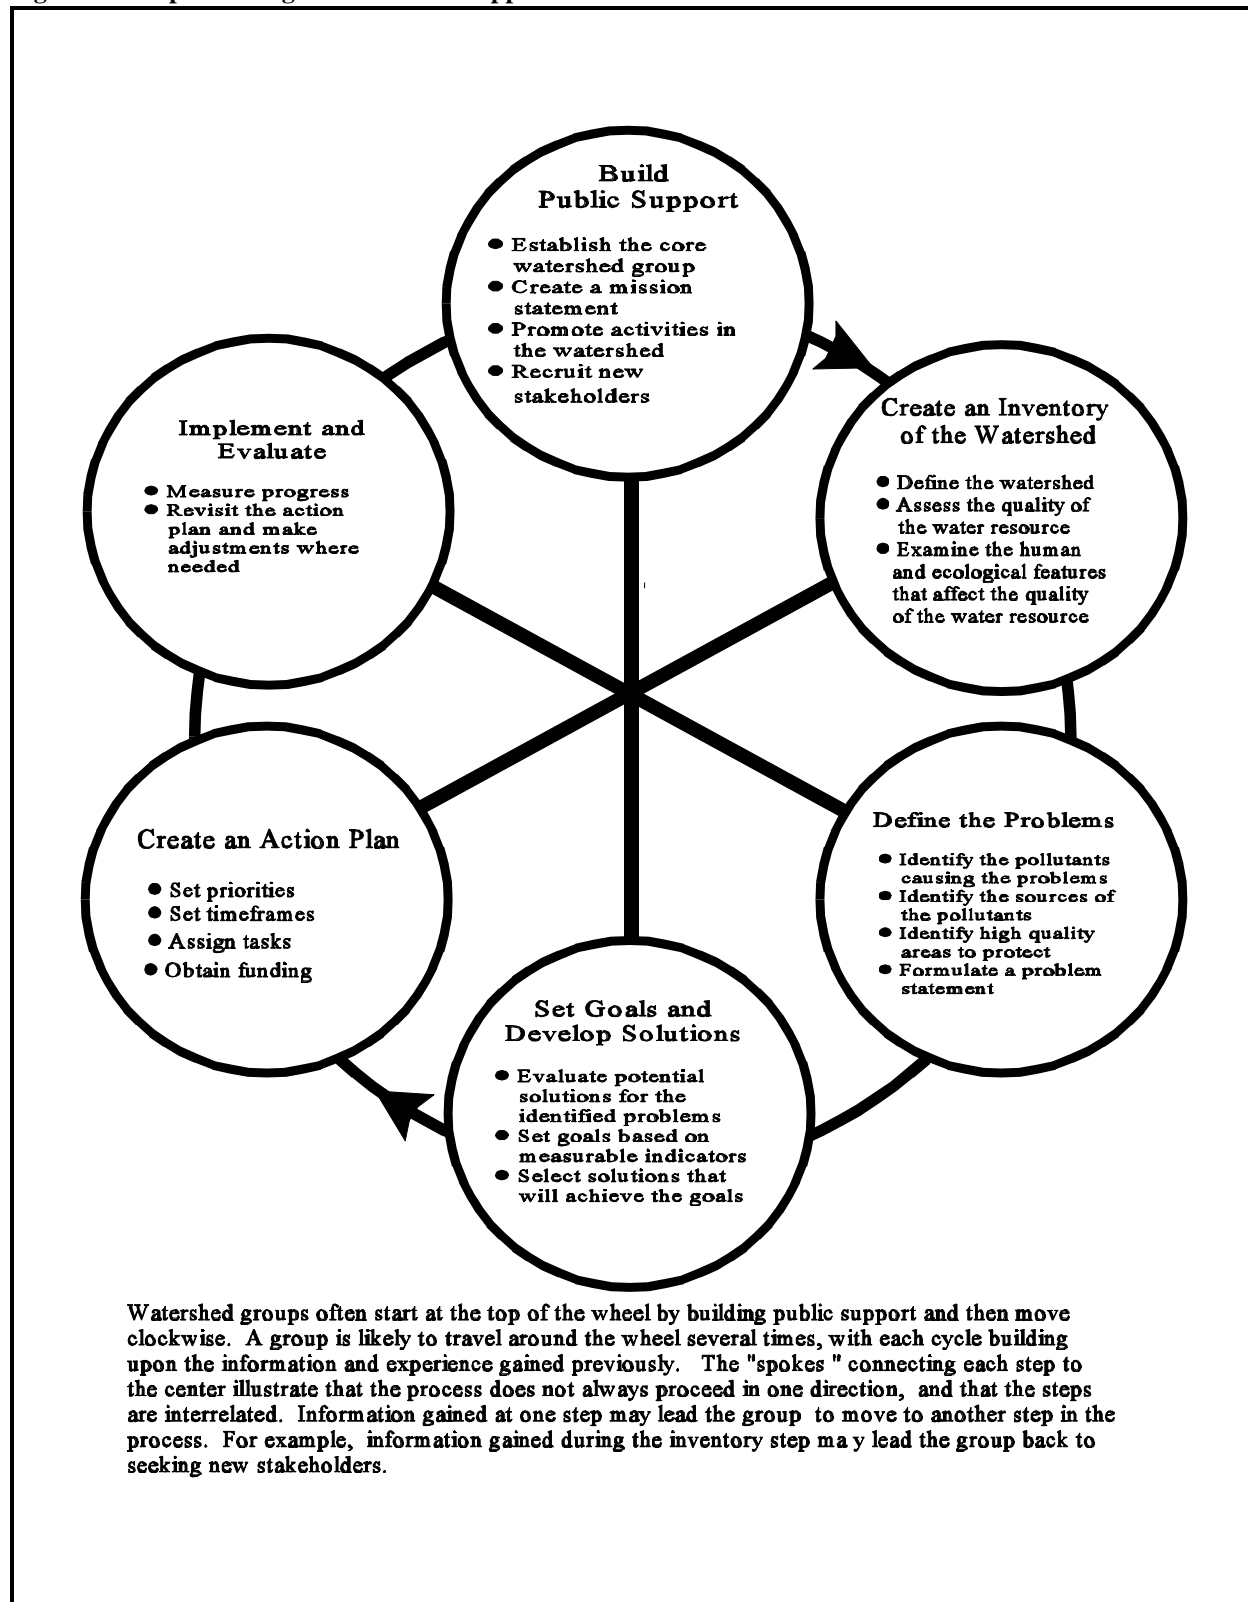 Build
Public Support
● Establish the core
watershed group
● Create a mission
statement
● Promote activities in
the watershed
● Recruit new
stakeholders
Create an Inventory
of the Watershed
● Define the watershed
● Assess the quality of
the water resource
● Examine the human
and ecological features
that affect the quality
of the water resource
Define the Problems
● Identify the pollutants
causing the problems
● Identify the sources of
the pollutants
● Identify high quality
areas to protect
● Formulate a problem
statement
Set Goals and
Develop Solutions
● Evaluate potential
solutions for the
identified problems
● Set goals based on
measurable indicators
● Select solutions that
will achieve the goals
Create an Action Plan
● Set priorities
● Set timeframes
● Assign tasks
● Obtain funding
Implement and
Evaluate
● Measure progress
● Revisit the action
plan and make
adjustments where
needed
Watershed groups often start at the top of the wheel by building public support and then move
clockwise. A group is likely to travel around the wheel several times, with each cycle building
upon the information and experience gained previously. The "spokes " connecting each step to
the center illustrate that the process does not always proceed in one direction, and that the steps
are interrelated. Information gained at one step may lead the group to move to another step in the
process. For example, information gained during the inventory step may lead the group back to
seeking new stakeholders.